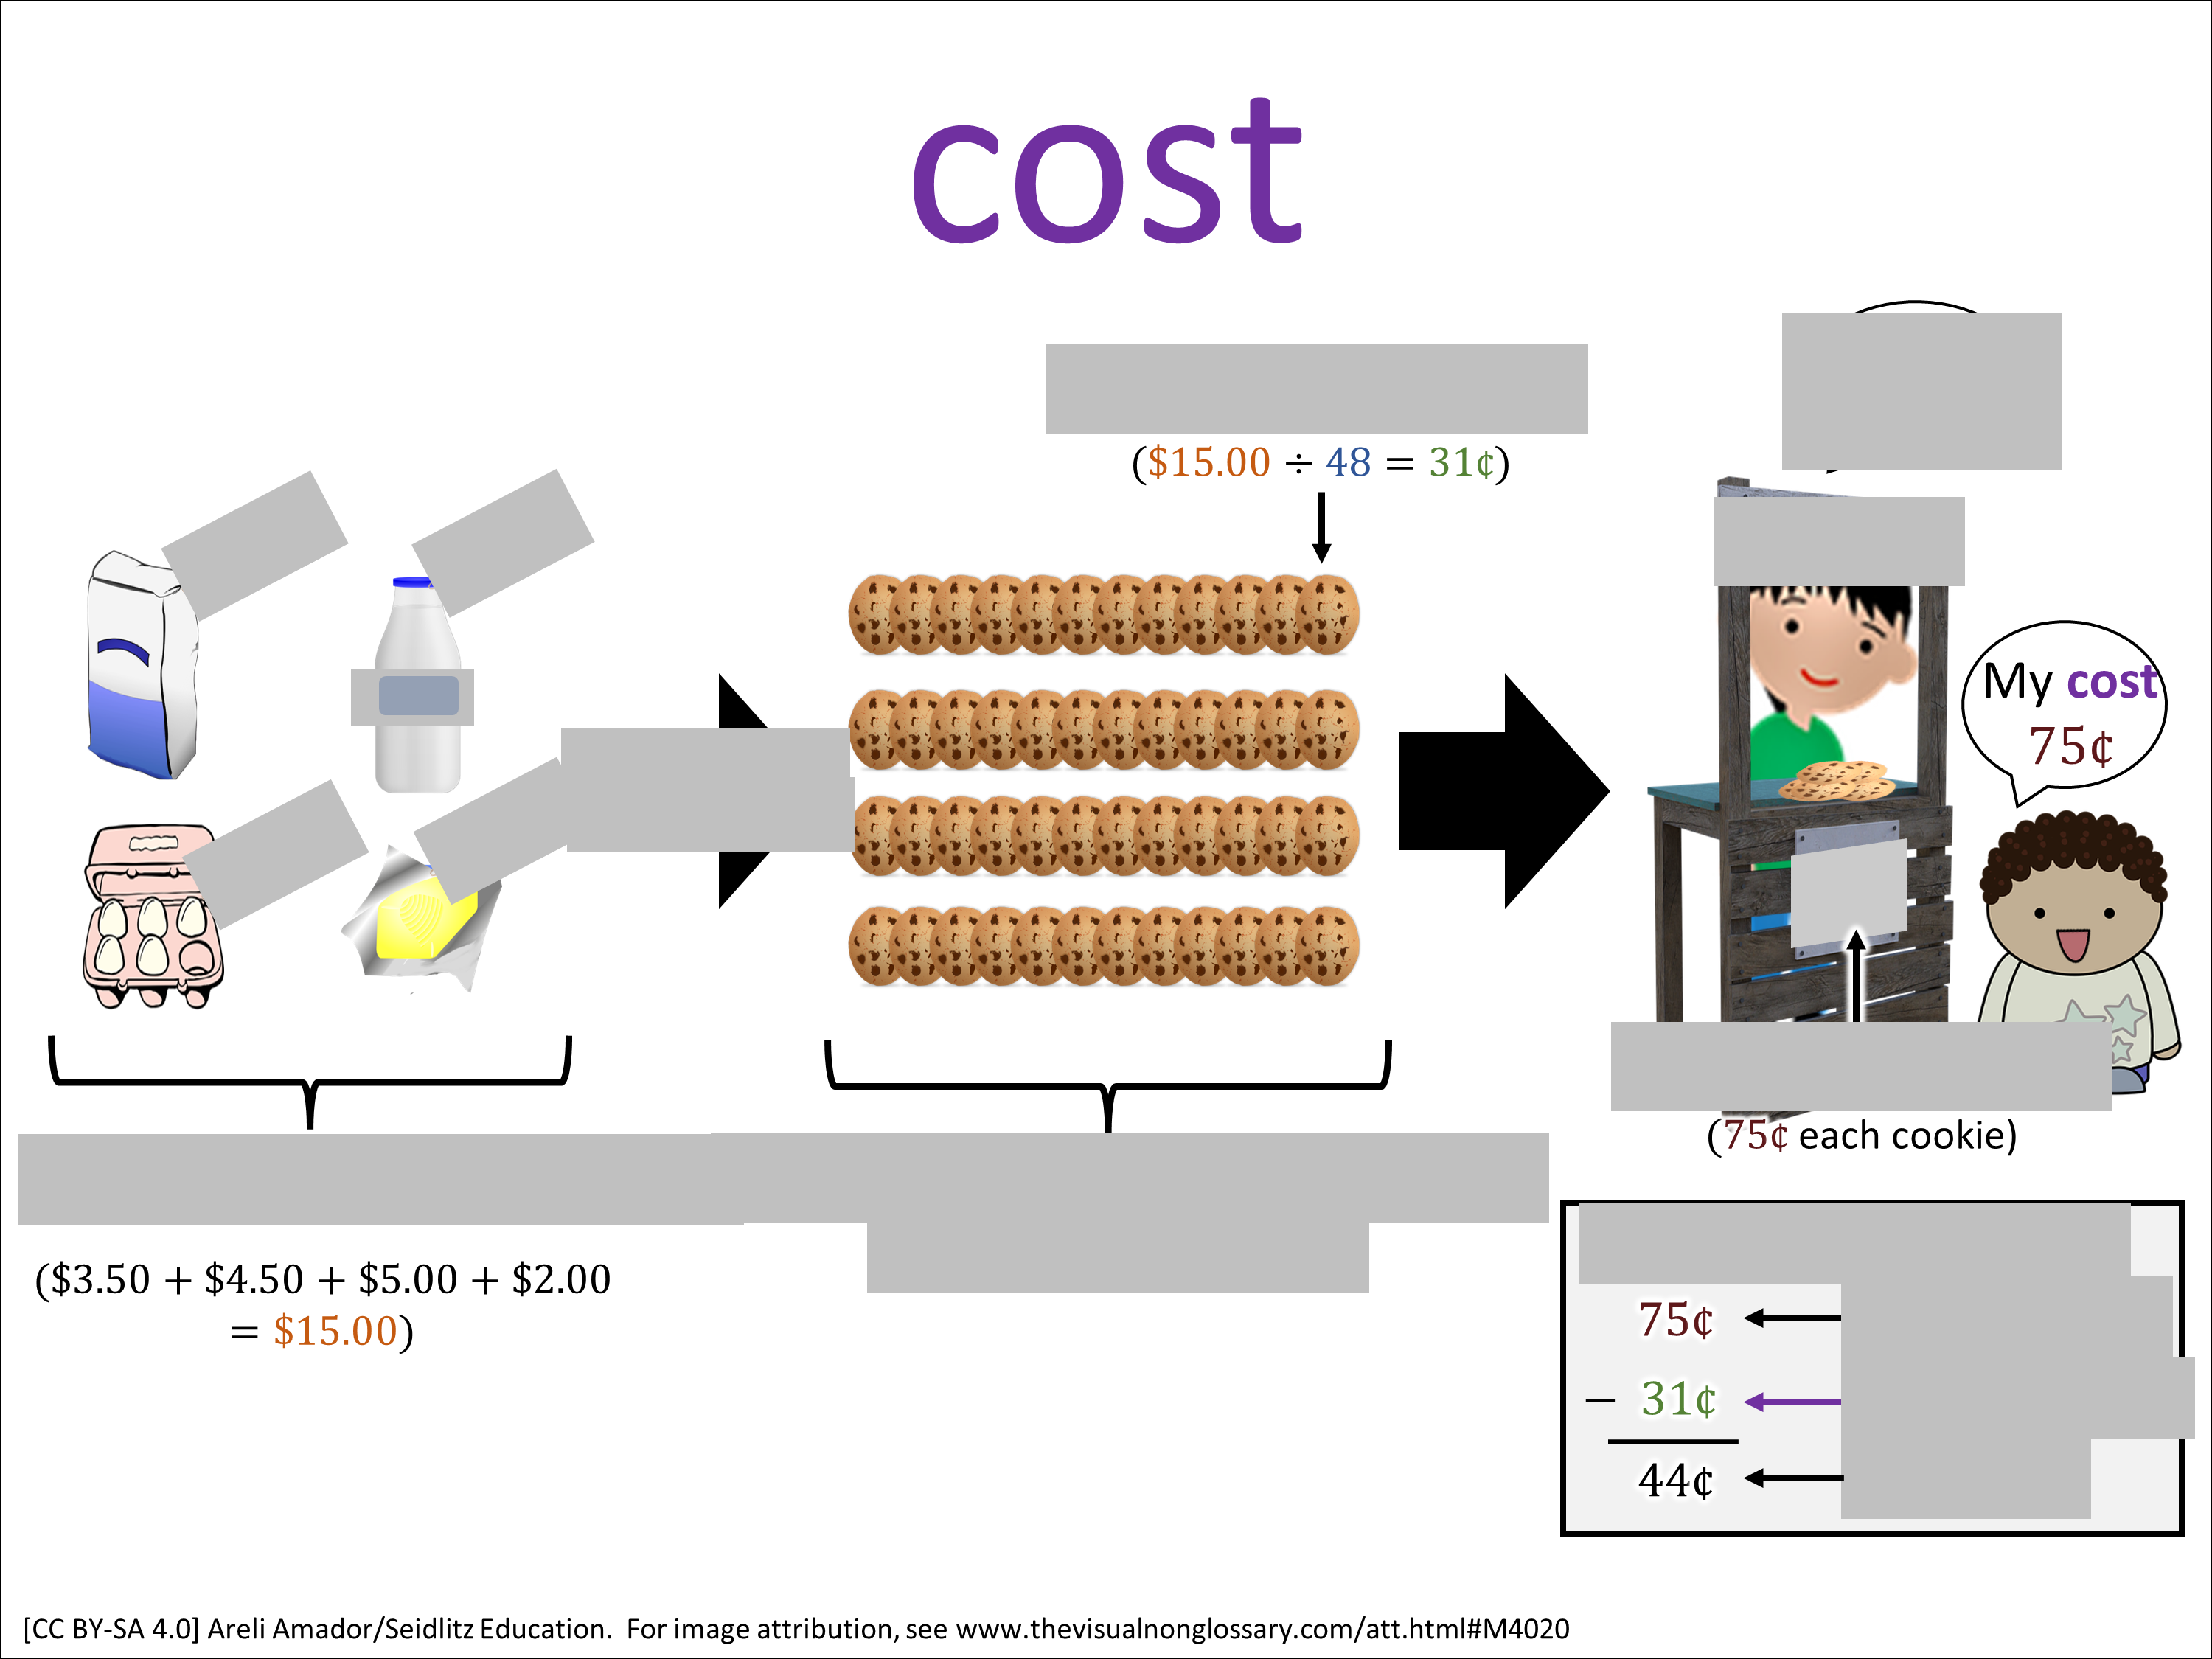 cost
($15.00 ÷ 48 = 31¢)
My cost
75¢
(75¢ each cookie)
($3.50 + $4.50 + $5.00 + $2.00
= $15.00)
75¢
− 31¢
44¢
[CC BY-SA 4.0] Areli Amador/Seidlitz Education.  For image attribution, see www.thevisualnonglossary.com/att.html#M4020